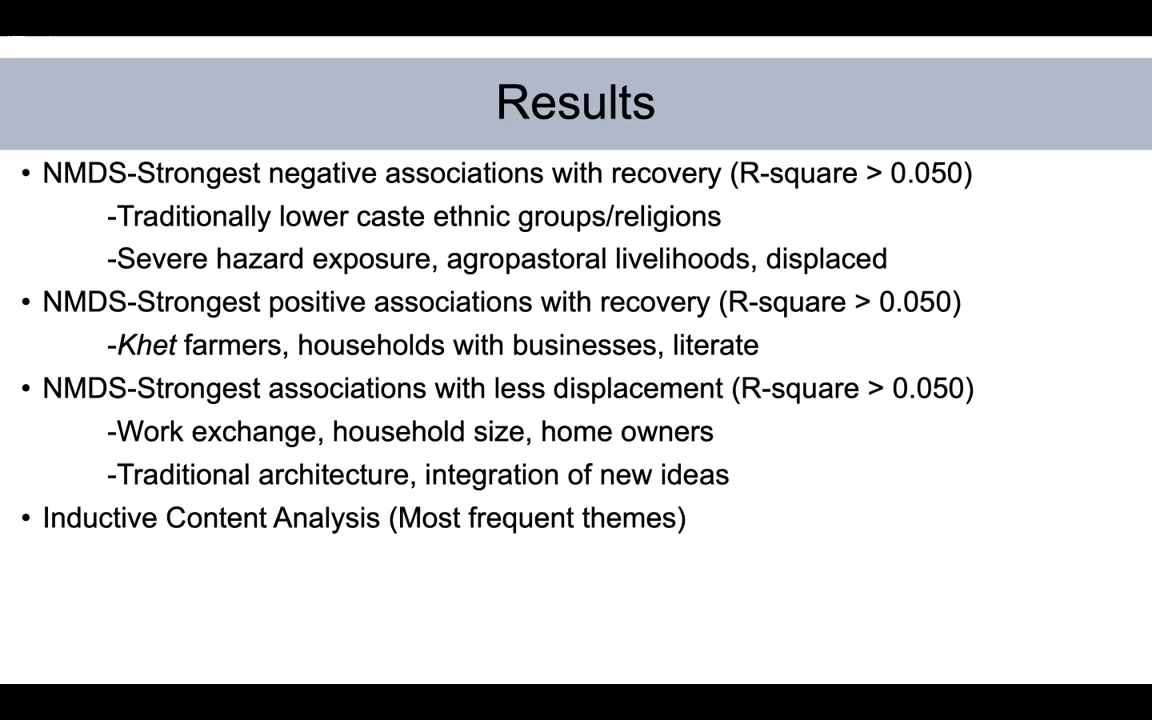 Results
• NMDS-Strongest negative associations with recovery (R-square > 0.050)
-Traditionally lower caste ethnic groups/religions
-Severe hazard exposure, agropastoral livelihoods, displaced
• NMDS-Strongest positive associations with recovery (R-square > 0.050)
-Khet farmers, households with businesses, literate
• NMDS-Strongest associations with less displacement (R-square > 0.050)
-Work exchange, household size, home owners
-Traditional architecture, integration of new ideas
• Inductive Content Analysis (Most frequent themes)